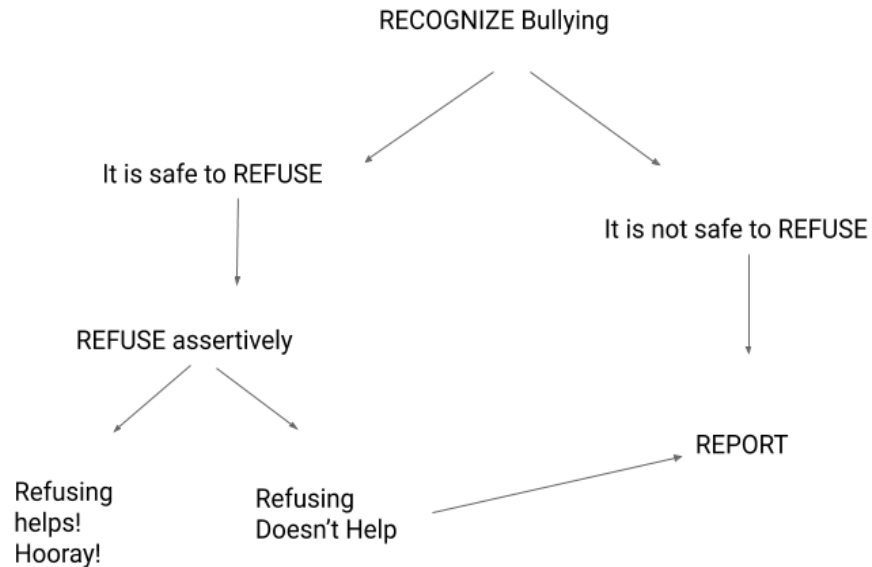 RECOGNIZE Bullying
It is safe to REFUSE
It is not safe to REFUSE
REFUSE assertively
REPORT
Refusing
helps!
Hooray!
Refusing
Doesn’t Help